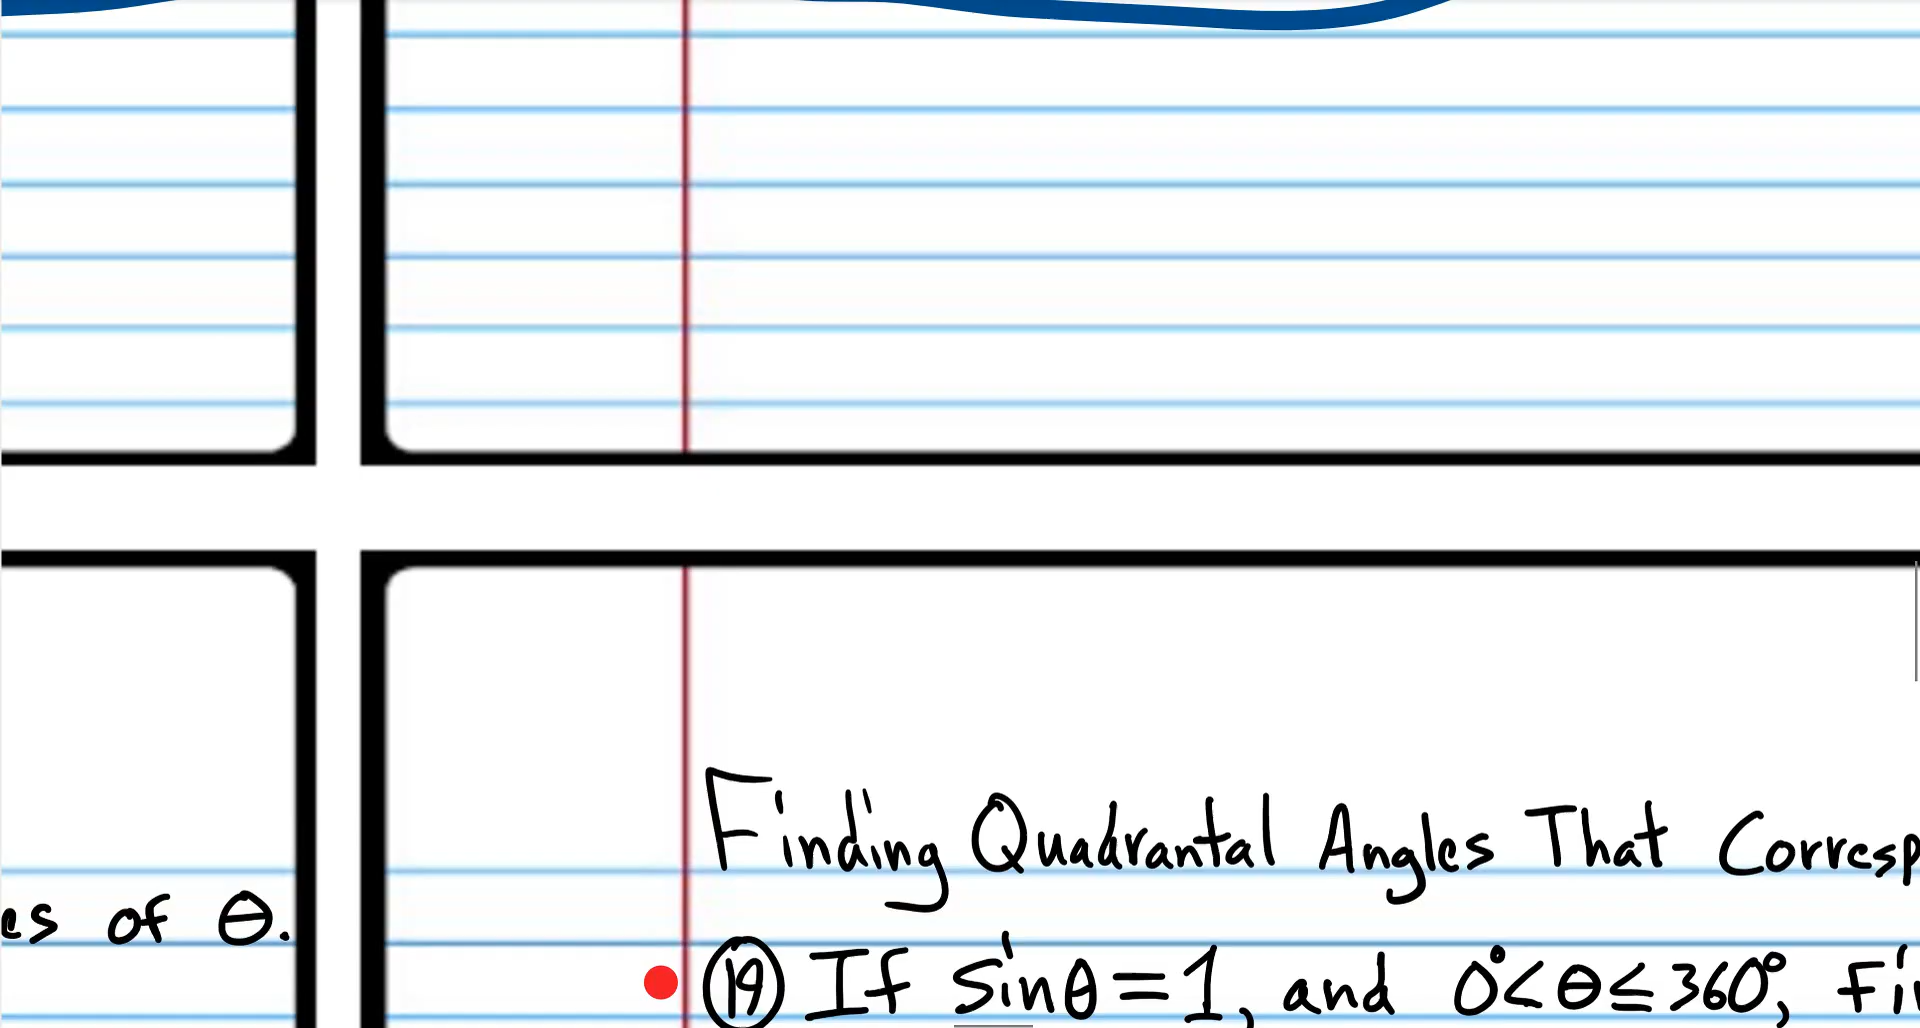 Finding Quadrantal Angles That Corresp
es of θ.
⑲ If sinθ=1, and 0°<θ≤360°, Fi